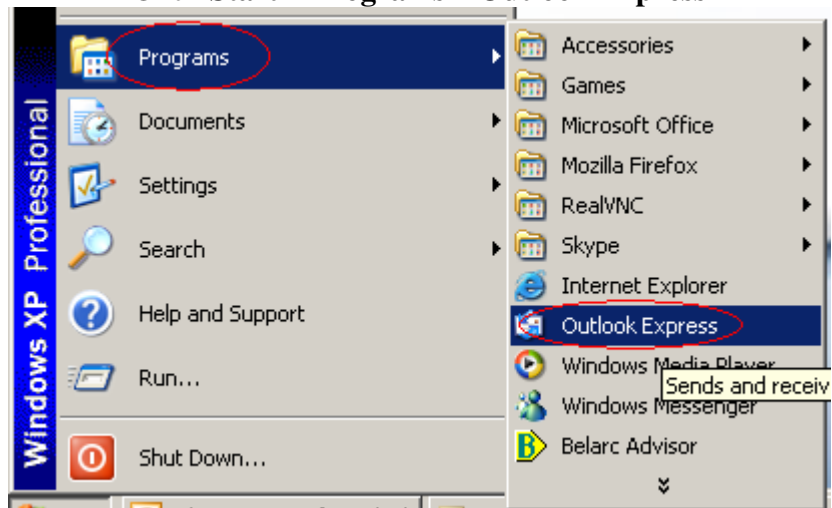 Programs
Documents
Settings
Search
Help and Support
Run...
Shut Down...
Windows XP Professional
Accessories
Games
Microsoft Office
Mozilla Firefox
RealVNC
Skype
Internet Explorer
Outlook Express
Windows Media Player
Sends and receiv
Windows Messenger
Belarc Advisor